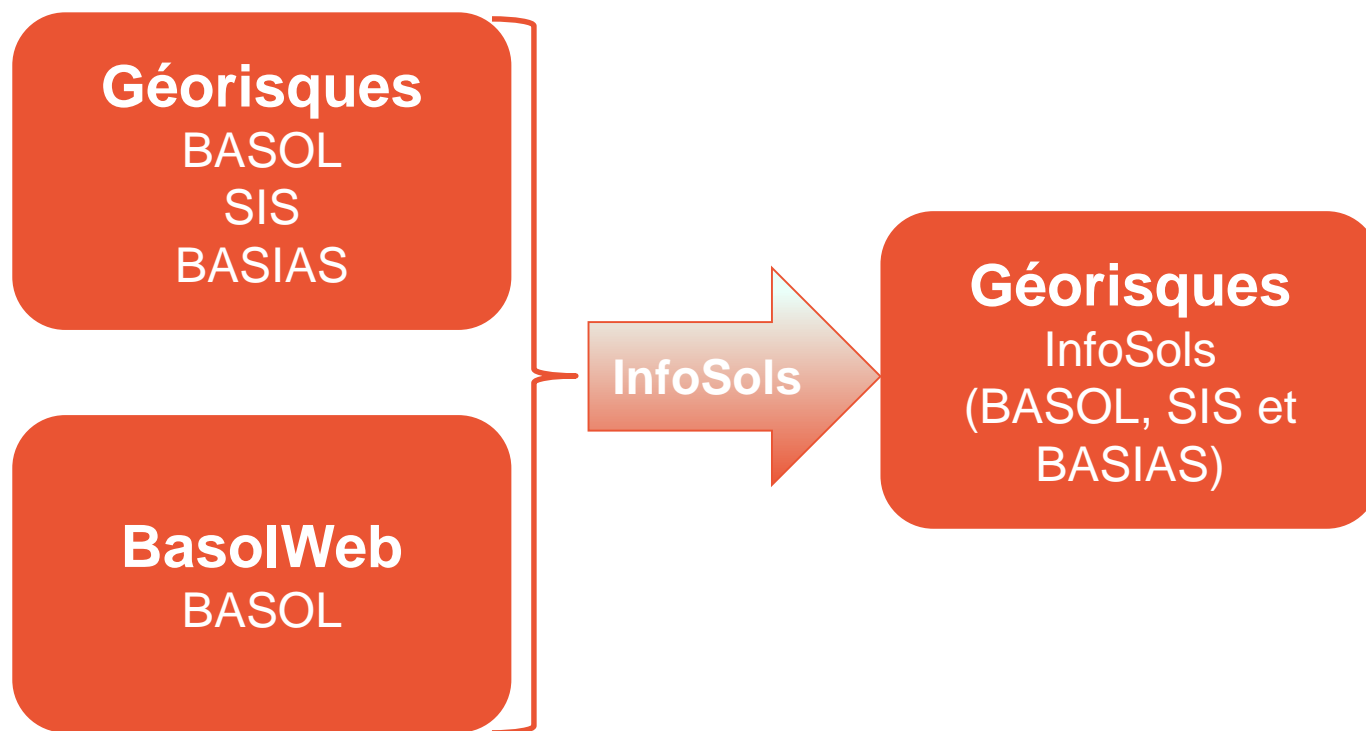 Géorisques
BASOL
SIS
BASIAS
BasolWeb
BASOL
InfoSols
Géorisques
InfoSols
(BASOL, SIS et
BASIAS)